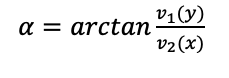 α = arctan v₁(y)/v₂(x)